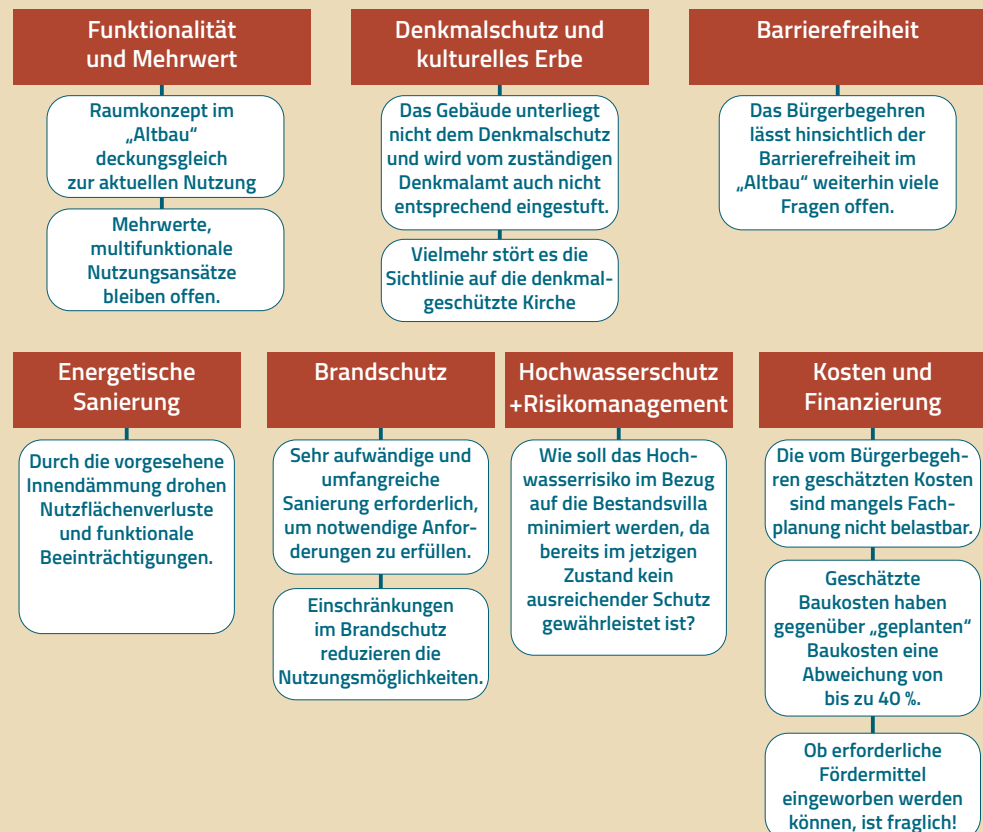 Funktionalität
und Mehrwert
Raumkonzept im
„Altbau“
deckungsgleich
zur aktuellen Nutzung
Mehrwerte,
multifunktionale
Nutzungsansätze
bleiben offen.
Denkmalschutz und
kulturelles Erbe
Das Gebäude unterliegt
nicht dem Denkmalschutz
und wird vom zuständigen
Denkmalamt auch nicht
entsprechend eingestuft.
Vielmehr stört es die
Sichtlinie auf die denkmal-
geschützte Kirche
Barrierefreiheit
Das Bürgerbegehren
lässt hinsichtlich der
Barrierefreiheit im
„Altbau“ weiterhin viele
Fragen offen.
Energetische
Sanierung
Durch die vorgesehene
Innendämmung drohen
Nutzflächenverluste
und funktionale
Beeinträchtigungen.
Brandschutz
Sehr aufwändige und
umfangreiche
Sanierung erforderlich,
um notwendige Anfor-
derungen zu erfüllen.
Einschränkungen
im Brandschutz
reduzieren die
Nutzungsmöglichkeiten.
Hochwasserschutz
+Risikomanagement
Wie soll das Hoch-
wasserrisiko im Bezug
auf die Bestandsvilla
minimiert werden, da
bereits im jetzigen
Zustand kein
ausreichender Schutz
gewährleistet ist?
Kosten und
Finanzierung
Die vom Bürgerbegeh-
ren geschätzten Kosten
sind mangels Fach-
planung nicht belastbar.
Geschätzte
Baukosten haben
gegenüber „geplanten“
Baukosten eine
Abweichung von
bis zu 40 %.
Ob erforderliche
Fördermittel
eingeworben werden
können, ist fraglich!